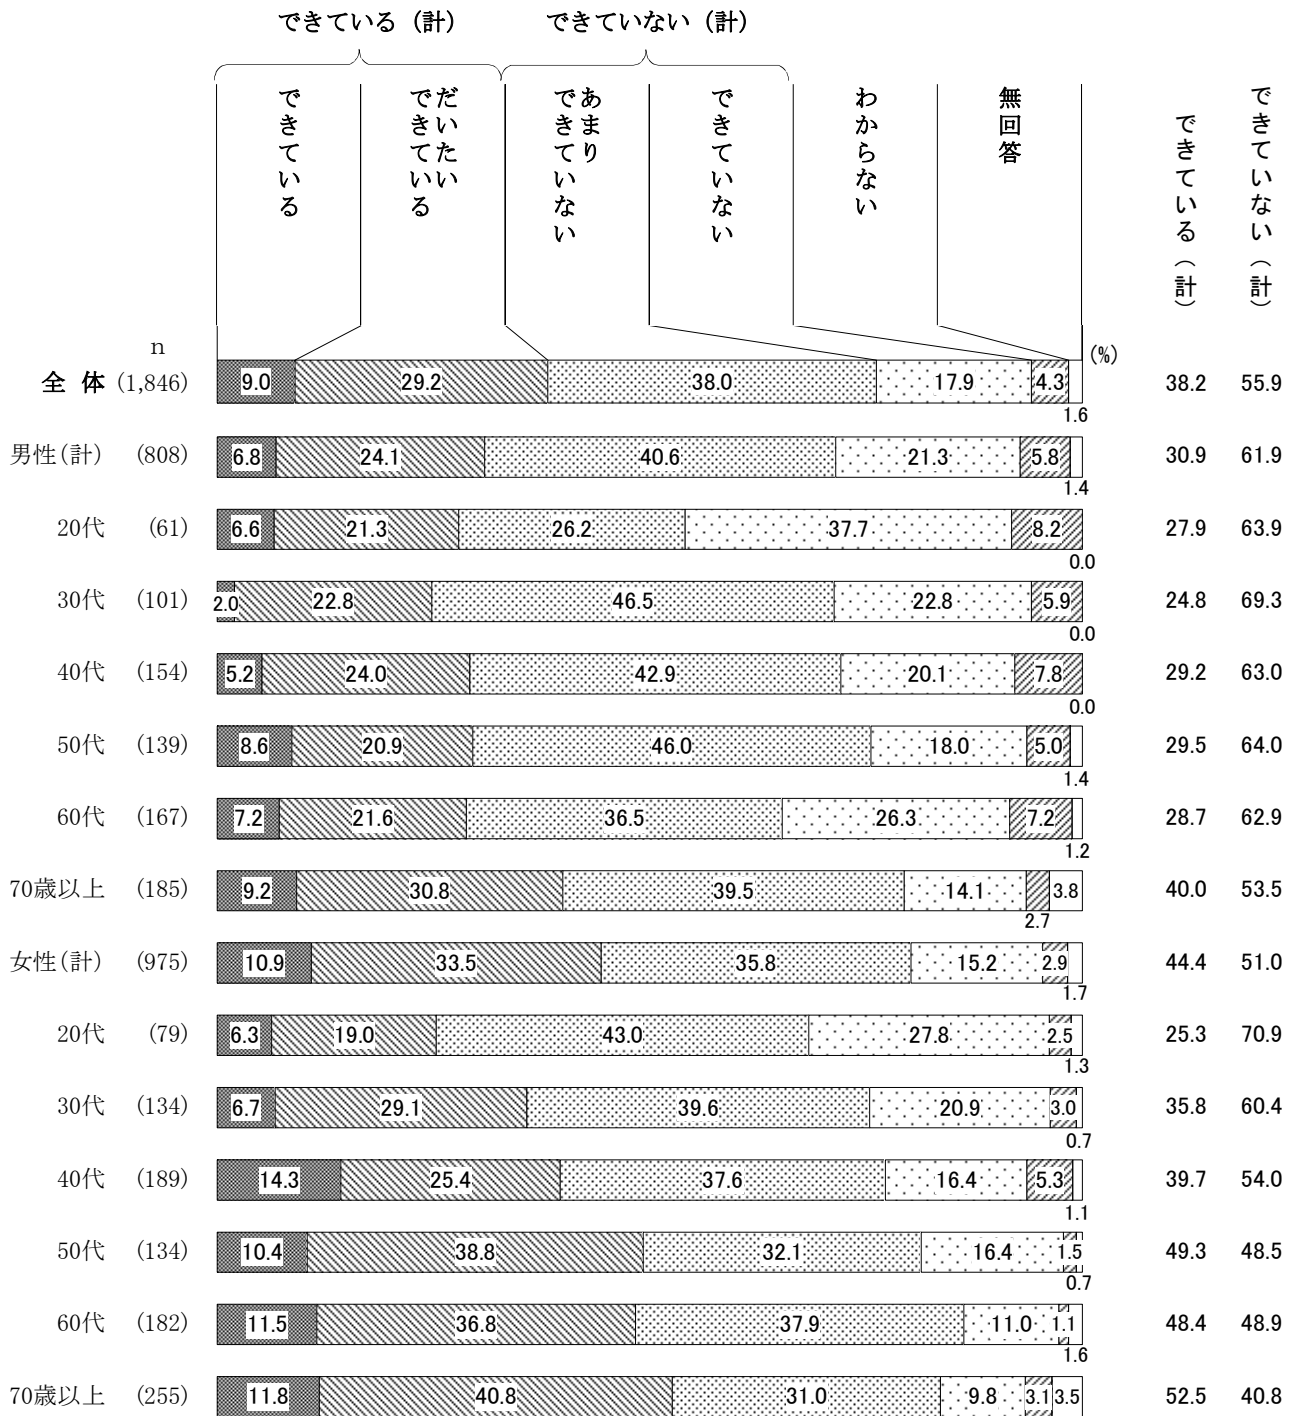 できている（計）　できていない（計）
できている
だいたいできている
あまりできていない
できていない
わからない
無回答
できている（計）
できていない（計）
n
(%)
全 体 (1,846) 9.0 29.2 38.0 17.9 4.3 1.6 38.2 55.9
男性(計) (808) 6.8 24.1 40.6 21.3 5.8 1.4 30.9 61.9
20代 (61) 6.6 21.3 26.2 37.7 8.2 0.0 27.9 63.9
30代 (101) 2.0 22.8 46.5 22.8 5.9 0.0 24.8 69.3
40代 (154) 5.2 24.0 42.9 20.1 7.8 0.0 29.2 63.0
50代 (139) 8.6 20.9 46.0 18.0 5.0 1.4 29.5 64.0
60代 (167) 7.2 21.6 36.5 26.3 7.2 1.2 28.7 62.9
70歳以上 (185) 9.2 30.8 39.5 14.1 2.7 3.8 40.0 53.5
女性(計) (975) 10.9 33.5 35.8 15.2 2.9 1.7 44.4 51.0
20代 (79) 6.3 19.0 43.0 27.8 2.5 1.3 25.3 70.9
30代 (134) 6.7 29.1 39.6 20.9 3.0 0.7 35.8 60.4
40代 (189) 14.3 25.4 37.6 16.4 5.3 1.1 39.7 54.0
50代 (134) 10.4 38.8 32.1 16.4 1.5 0.7 49.3 48.5
60代 (182) 11.5 36.8 37.9 11.0 1.1 1.6 48.4 48.9
70歳以上 (255) 11.8 40.8 31.0 9.8 3.1 3.5 52.5 40.8